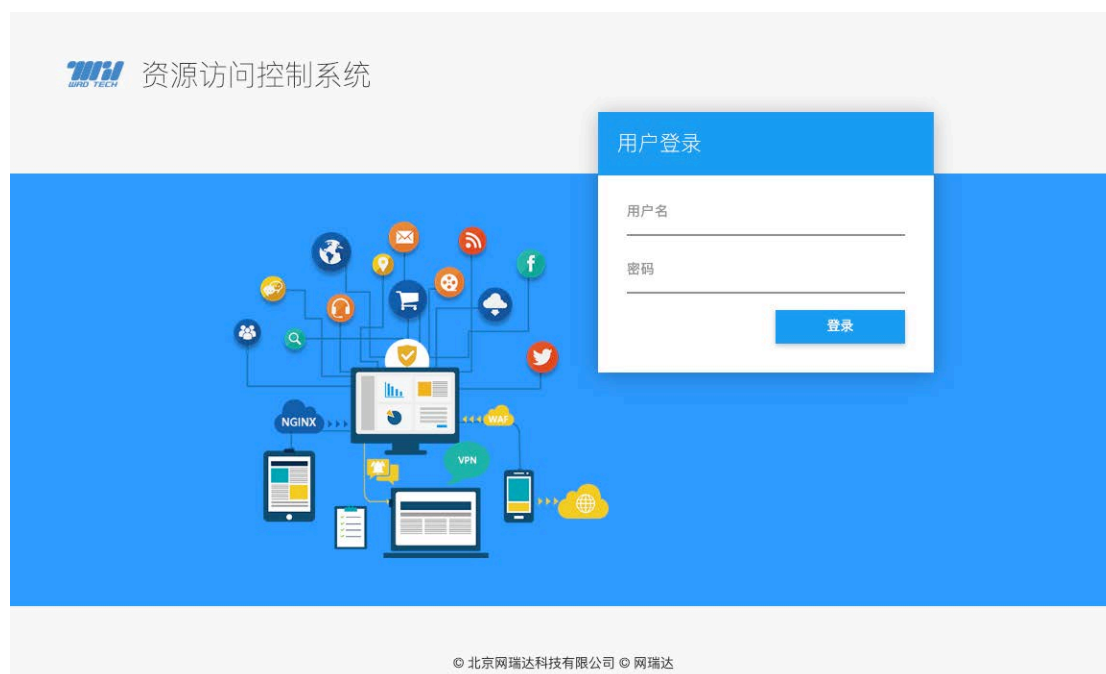 WRD TECH
资源访问控制系统
用户登录
用户名
密码
登录
NGINX
WAF
VPN
© 北京网瑞达科技有限公司 © 网瑞达